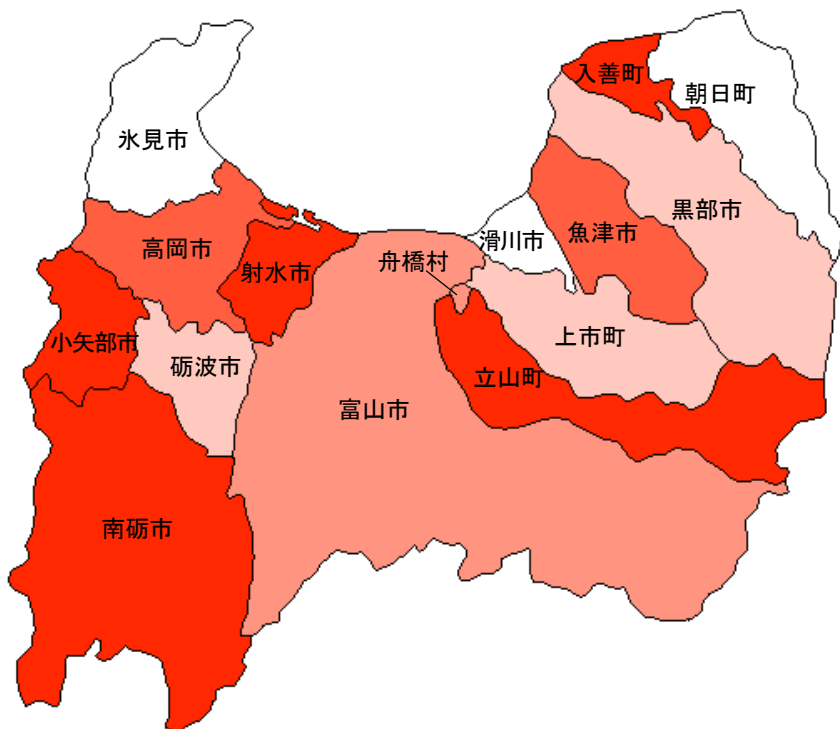 入善町
朝日町
氷見市
黒部市
魚津市
滑川市
高岡市
舟橋村
射水市
小矢部市
上市町
砺波市
立山町
富山市
南砺市